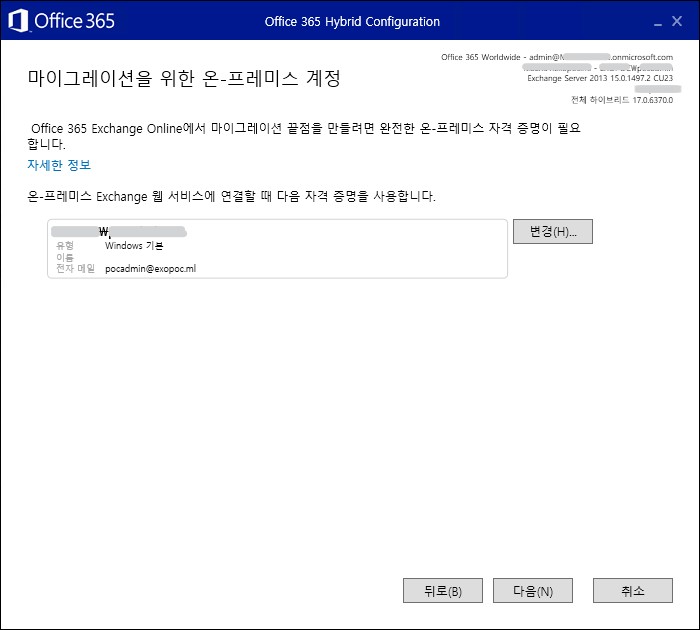 Office 365
Office 365 Hybrid Configuration
Office 365 Worldwide - admin@ .onmicrosoft.com
Exchange Server 2013 15.0.1497.2 CU23
전체 하이브리드 17.0.6370.0
마이그레이션을 위한 온-프레미스 계정
Office 365 Exchange Online에서 마이그레이션 끝점을 만들려면 완전한 온-프레미스 자격 증명이 필요
합니다.
자세한 정보
온-프레미스 Exchange 웹 서비스에 연결할 때 다음 자격 증명을 사용합니다.
₩
변경(H)...
유형 Windows 기본
이름
전자 메일 pocadmin@exopoc.ml
뒤로(B)
다음(N)
취소